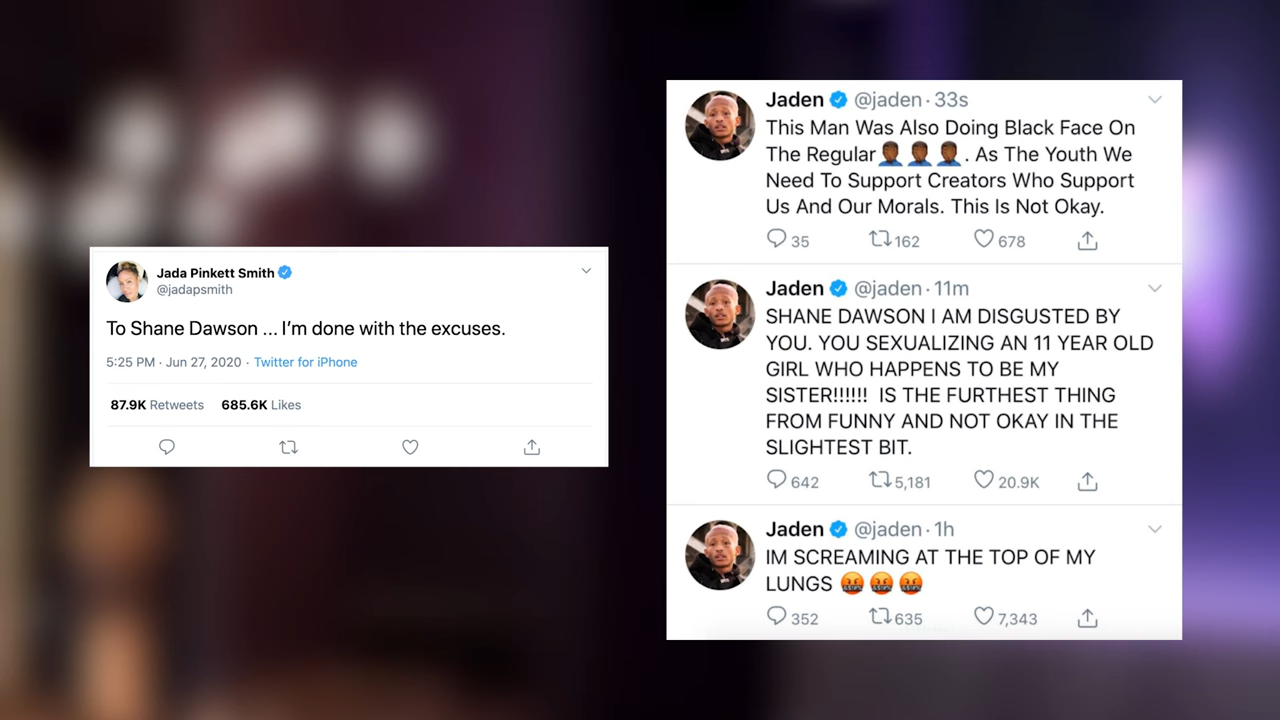 Jada Pinkett Smith
@jadapsmith
To Shane Dawson ... I'm done with the excuses.
5:25 PM · Jun 27, 2020 · Twitter for iPhone
87.9K Retweets 685.6K Likes
Jaden @jaden · 33s
This Man Was Also Doing Black Face On
The Regular🤦🏾‍♂️🤦🏾‍♂️🤦🏾‍♂️. As The Youth We
Need To Support Creators Who Support
Us And Our Morals. This Is Not Okay.
35 162 678
Jaden @jaden · 11m
SHANE DAWSON I AM DISGUSTED BY
YOU. YOU SEXUALIZING AN 11 YEAR OLD
GIRL WHO HAPPENS TO BE MY
SISTER!!!!!! IS THE FURTHEST THING
FROM FUNNY AND NOT OKAY IN THE
SLIGHTEST BIT.
642 5,181 20.9K
Jaden @jaden · 1h
IM SCREAMING AT THE TOP OF MY
LUNGS 🤬🤬🤬
352 635 7,343